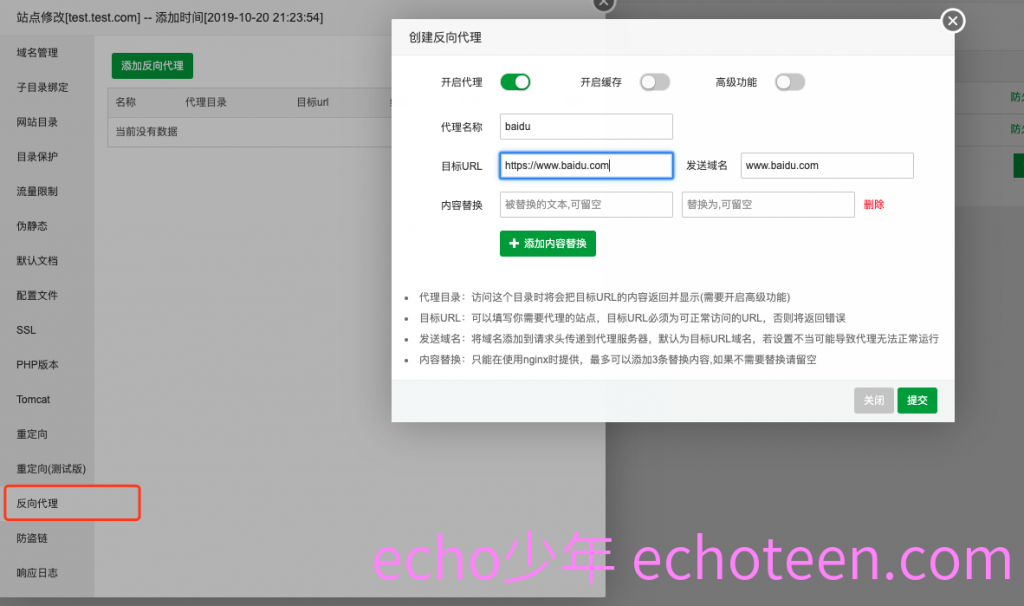 站点修改[test.test.com] -- 添加时间[2019-10-20 21:23:54]
域名管理
子目录绑定
网站目录
目录保护
流量限制
伪静态
默认文档
配置文件
SSL
PHP版本
Tomcat
重定向
重定向(测试版)
反向代理
防盗链
响应日志
添加反向代理
名称 代理目录 目标url
当前没有数据
创建反向代理
开启代理 开启缓存 高级功能
代理名称 baidu
目标URL https://www.baidu.com 发送域名 www.baidu.com
内容替换 被替换的文本,可留空 替换为,可留空 删除
添加内容替换
代理目录：访问这个目录时将会把目标URL的内容返回并显示(需要开启高级功能)
目标URL：可以填写你需要代理的站点，目标URL必须为可正常访问的URL，否则将返回错误
发送域名：将域名添加到请求头传递到代理服务器，默认为目标URL域名，若设置不当可能导致代理无法正常运行
内容替换：只能在使用nginx时提供，最多可以添加3条替换内容,如果不需要替换请留空
关闭 提交
echo少年 echoteen.com